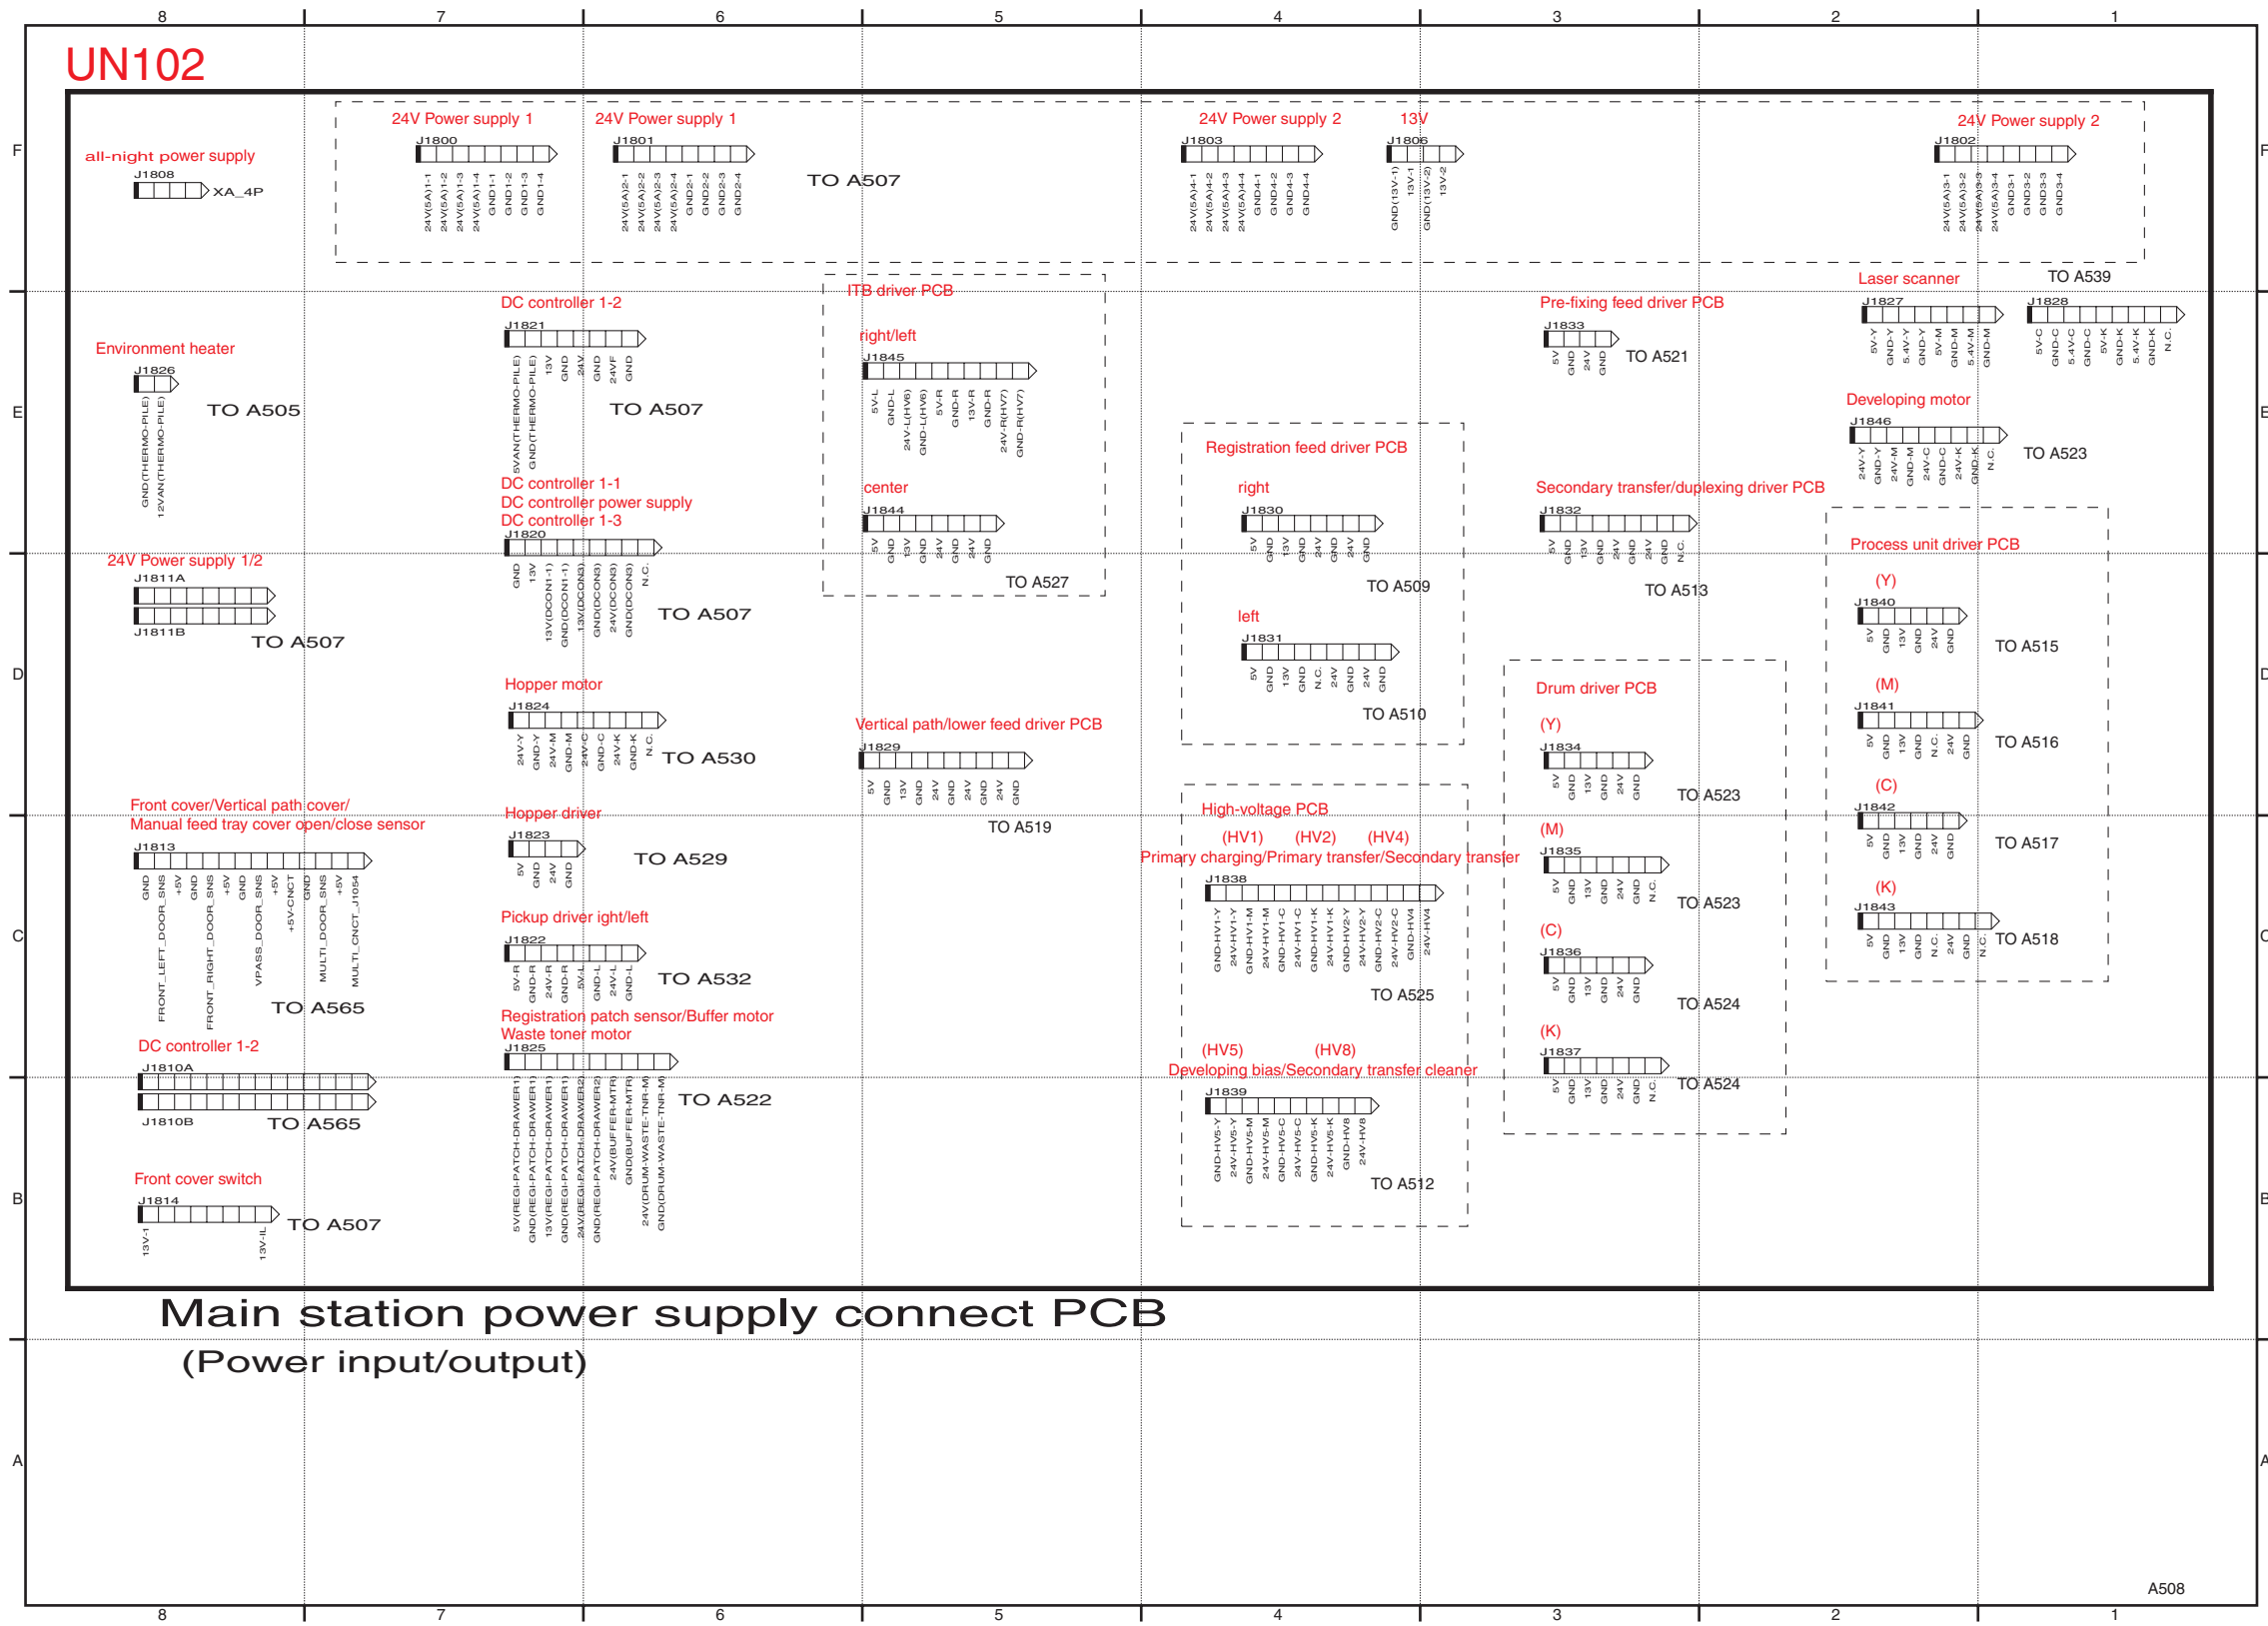 8 7 6 5 4 3 2 1
UN102
F
F
all-night power supply
J1808
XA_4P
24V Power supply 1
J1800
24V(5A)1-1
24V(5A)1-2
24V(5A)1-3
24V(5A)1-4
GND1-1
GND1-2
GND1-3
GND1-4
24V Power supply 1
J1801
24V(5A)2-1
24V(5A)2-2
24V(5A)2-3
24V(5A)2-4
GND2-1
GND2-2
GND2-3
GND2-4
TO A507
24V Power supply 2
J1803
24V(5A)4-1
24V(5A)4-2
24V(5A)4-3
24V(5A)4-4
GND4-1
GND4-2
GND4-3
GND4-4
13V
J1806
GND(13V-1)
13V-1
GND(13V-2)
13V-2
24V Power supply 2
J1802
24V(5A)3-1
24V(5A)3-2
24V(5A)3-3
24V(5A)3-4
GND3-1
GND3-2
GND3-3
GND3-4
E
E
Environment heater
J1826
GND(THERMO-PILE)
12VAN(THERMO-PILE)
TO A505
DC controller 1-2
J1821
5VAN(THERMO-PILE)
GND(THERMO-PILE)
13V
GND
24V
GND
24VF
GND
TO A507
ITB driver PCB
right/left
J1845
5V-L
GND-L
24V-L(HV6)
GND-L(HV6)
5V-R
GND-R
13V-R
GND-R
24V-R(HV7)
GND-R(HV7)
center
J1844
5V
GND
13V
GND
24V
GND
24V
GND
TO A527
Registration feed driver PCB
right
J1830
5V
GND
13V
GND
24V
GND
24V
GND
TO A509
left
J1831
5V
GND
13V
GND
N.C.
24V
GND
24V
GND
TO A510
Pre-fixing feed driver PCB
J1833
5V
GND
24V
GND
TO A521
Laser scanner
J1827
5V-Y
GND-Y
5.4V-Y
GND-Y
5V-M
GND-M
5.4V-M
GND-M
TO A539
J1828
5V-C
GND-C
5.4V-C
GND-C
5V-K
GND-K
5.4V-K
GND-K
N.C.
Developing motor
J1846
24V-Y
GND-Y
24V-M
GND-M
24V-C
GND-C
24V-K
GND-K
N.C.
TO A523
DC controller 1-1
DC controller power supply
DC controller 1-3
J1820
GND
13V
13V(DCON1-1)
GND(DCON1-1)
13V(DCON3)
GND(DCON3)
24V(DCON3)
GND(DCON3)
N.C.
TO A507
Secondary transfer/duplexing driver PCB
J1832
5V
GND
13V
GND
24V
GND
24V
GND
N.C.
TO A513
D
D
24V Power supply 1/2
J1811A
J1811B
TO A507
Hopper motor
J1824
24V-Y
GND-Y
24V-M
GND-M
24V-C
GND-C
24V-K
GND-K
N.C.
TO A530
Vertical path/lower feed driver PCB
J1829
5V
GND
13V
GND
24V
GND
24V
GND
24V
GND
TO A519
Drum driver PCB
(Y)
J1834
5V
GND
13V
GND
24V
GND
TO A523
(M)
J1835
5V
GND
13V
GND
24V
GND
N.C.
TO A523
(C)
J1836
5V
GND
13V
GND
24V
GND
TO A524
(K)
J1837
5V
GND
13V
GND
24V
GND
N.C.
TO A524
Process unit driver PCB
(Y)
J1840
5V
GND
13V
GND
24V
GND
TO A515
(M)
J1841
5V
GND
13V
GND
N.C.
24V
GND
TO A516
(C)
J1842
5V
GND
13V
GND
24V
GND
TO A517
(K)
J1843
5V
GND
13V
GND
N.C.
24V
GND
N.C.
TO A518
C
C
Front cover/Vertical path cover/
Manual feed tray cover open/close sensor
J1813
GND
FRONT_LEFT_DOOR_SNS
+5V
GND
FRONT_RIGHT_DOOR_SNS
+5V
GND
VPASS_DOOR_SNS
+5V
+5V-CNCT
GND
MULTI_DOOR_SNS
+5V
MULTI_CNCT_J1054
TO A565
Hopper driver
J1823
5V
GND
24V
GND
TO A529
Pickup driver ight/left
J1822
5V-R
GND-R
24V-R
GND-R
5V-L
GND-L
24V-L
GND-L
TO A532
High-voltage PCB
(HV1) (HV2) (HV4)
Primary charging/Primary transfer/Secondary transfer
J1838
GND-HV1-Y
24V-HV1-Y
GND-HV1-M
24V-HV1-M
GND-HV1-C
24V-HV1-C
GND-HV1-K
24V-HV1-K
GND-HV2-Y
24V-HV2-Y
GND-HV2-C
24V-HV2-C
GND-HV4
24V-HV4
TO A525
(HV5) (HV8)
Developing bias/Secondary transfer cleaner
J1839
GND-HV5-Y
24V-HV5-Y
GND-HV5-M
24V-HV5-M
GND-HV5-C
24V-HV5-C
GND-HV5-K
24V-HV5-K
GND-HV8
24V-HV8
TO A512
Registration patch sensor/Buffer motor
Waste toner motor
J1825
5V(REGI-PATCH-DRAWER1)
GND(REGI-PATCH-DRAWER1)
13V(REGI-PATCH-DRAWER1)
GND(REGI-PATCH-DRAWER1)
24V(REGI-PATCH-DRAWER2)
GND(REGI-PATCH-DRAWER2)
24V(BUFFER-MTR)
GND(BUFFER-MTR)
24V(DRUM-WASTE-TNR-M)
GND(DRUM-WASTE-TNR-M)
TO A522
DC controller 1-2
J1810A
J1810B
TO A565
B
B
Front cover switch
J1814
13V-1
13V-IL
TO A507
Main station power supply connect PCB
(Power input/output)
A
A
A508
8 7 6 5 4 3 2 1